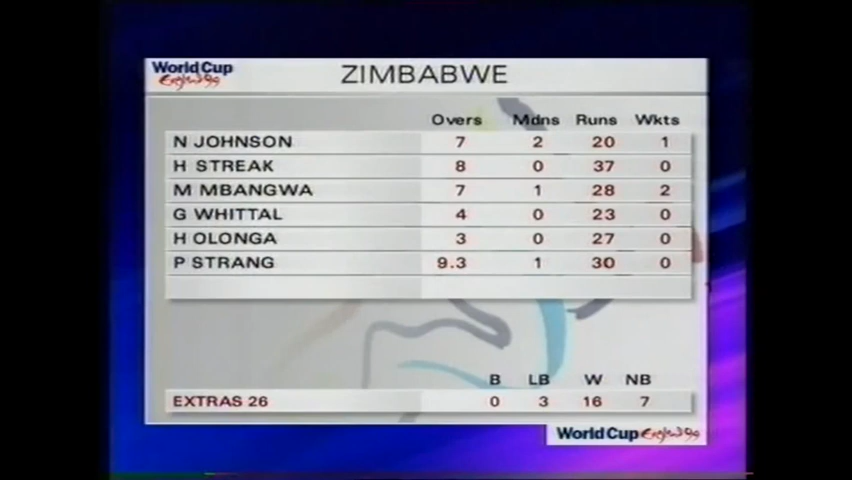 World Cup
England 99
ZIMBABWE
Overs Mdns Runs Wkts
N JOHNSON 7 2 20 1
H STREAK 8 0 37 0
M MBANGWA 7 1 28 2
G WHITTAL 4 0 23 0
H OLONGA 3 0 27 0
P STRANG 9.3 1 30 0
B LB W NB
EXTRAS 26 0 3 16 7
World Cup England 99